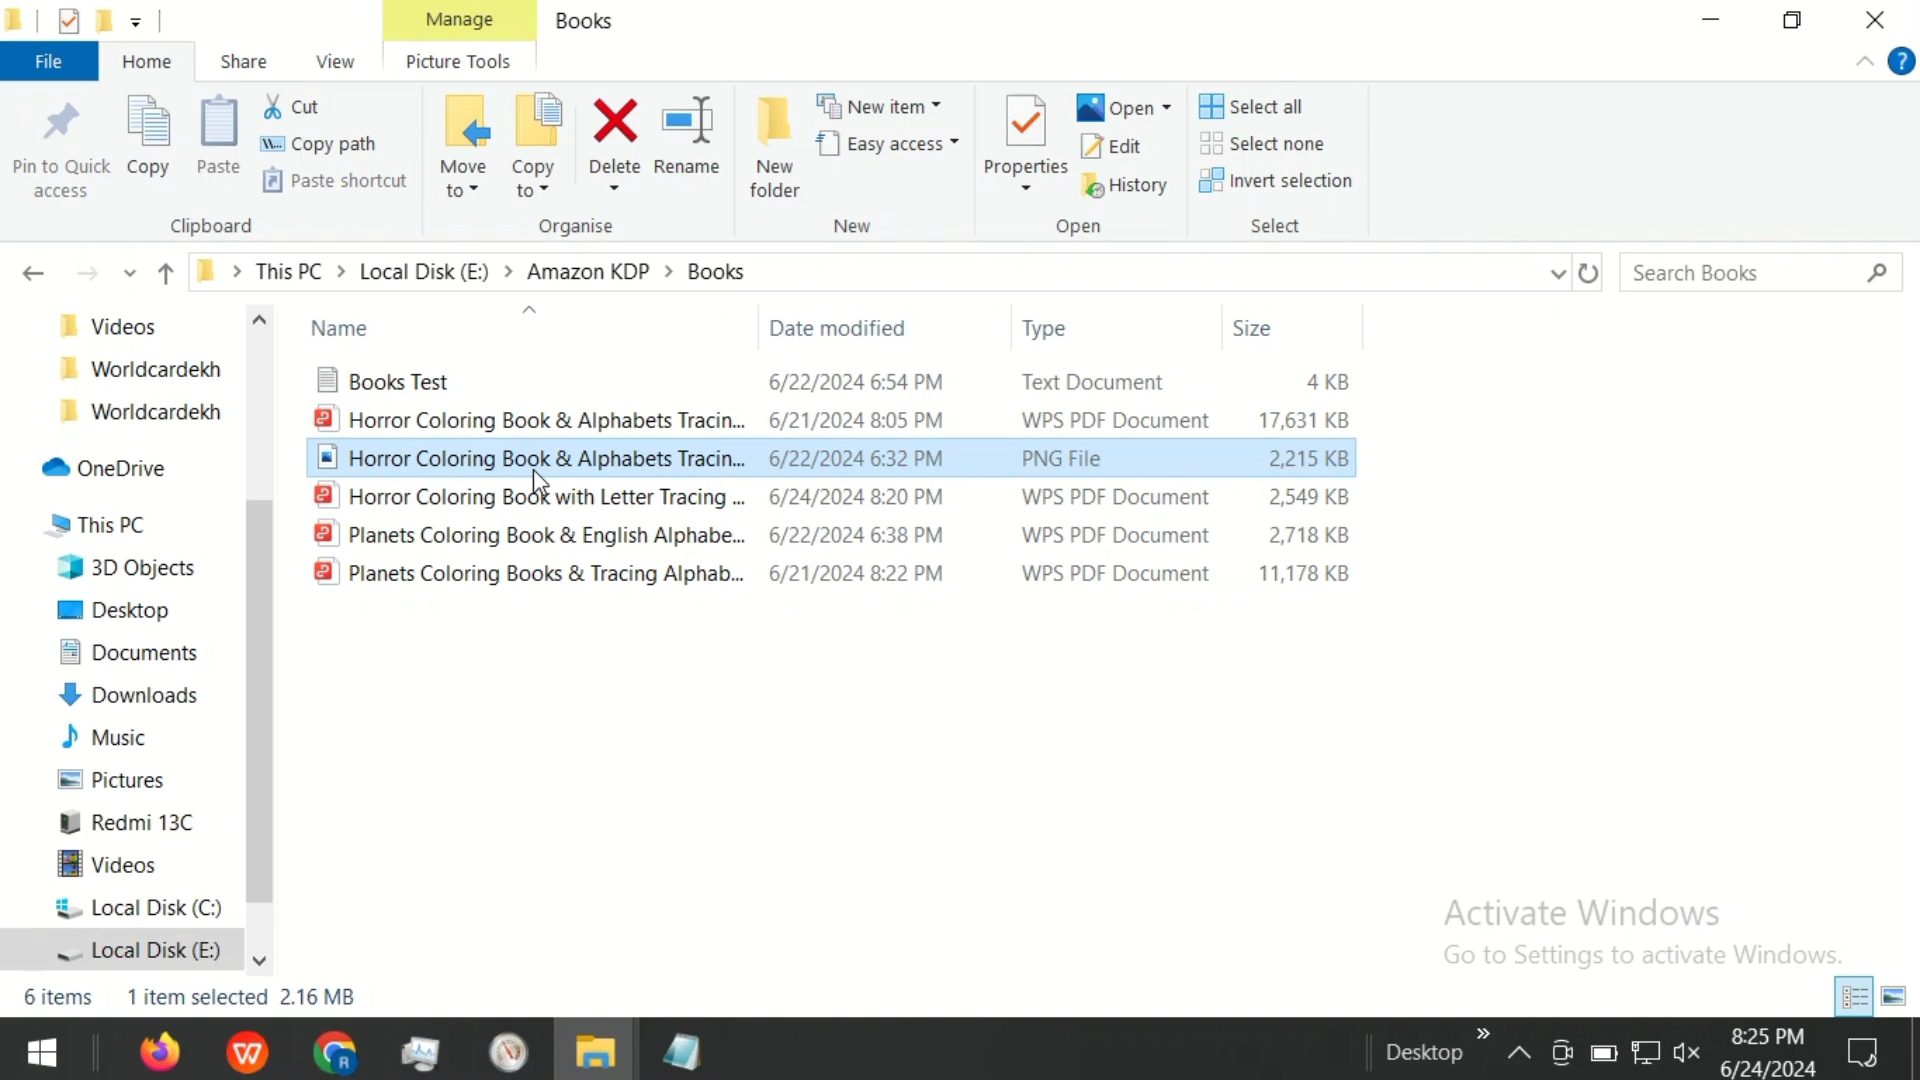 Manage
Books
File
Home
Share
View
Picture Tools
Pin to Quick access
Copy
Paste
Cut
Copy path
Paste shortcut
Clipboard
Move to
Copy to
Delete
Rename
Organise
New folder
New item
Easy access
New
Properties
Open
Edit
History
Open
Select all
Select none
Invert selection
Select
This PC
Local Disk (E:)
Amazon KDP
Books
Search Books
Name
Date modified
Type
Size
Books Test 6/22/2024 6:54 PM Text Document 4 KB
Horror Coloring Book & Alphabets Tracin... 6/21/2024 8:05 PM WPS PDF Document 17,631 KB
Horror Coloring Book & Alphabets Tracin... 6/22/2024 6:32 PM PNG File 2,215 KB
Horror Coloring Book with Letter Tracing ... 6/24/2024 8:20 PM WPS PDF Document 2,549 KB
Planets Coloring Book & English Alphabe... 6/22/2024 6:38 PM WPS PDF Document 2,718 KB
Planets Coloring Books & Tracing Alphab... 6/21/2024 8:22 PM WPS PDF Document 11,178 KB
Videos
Worldcardekh
Worldcardekh
OneDrive
This PC
3D Objects
Desktop
Documents
Downloads
Music
Pictures
Redmi 13C
Videos
Local Disk (C:)
Local Disk (E:)
Activate Windows
Go to Settings to activate Windows.
6 items 1 item selected 2.16 MB
Desktop
8:25 PM
6/24/2024